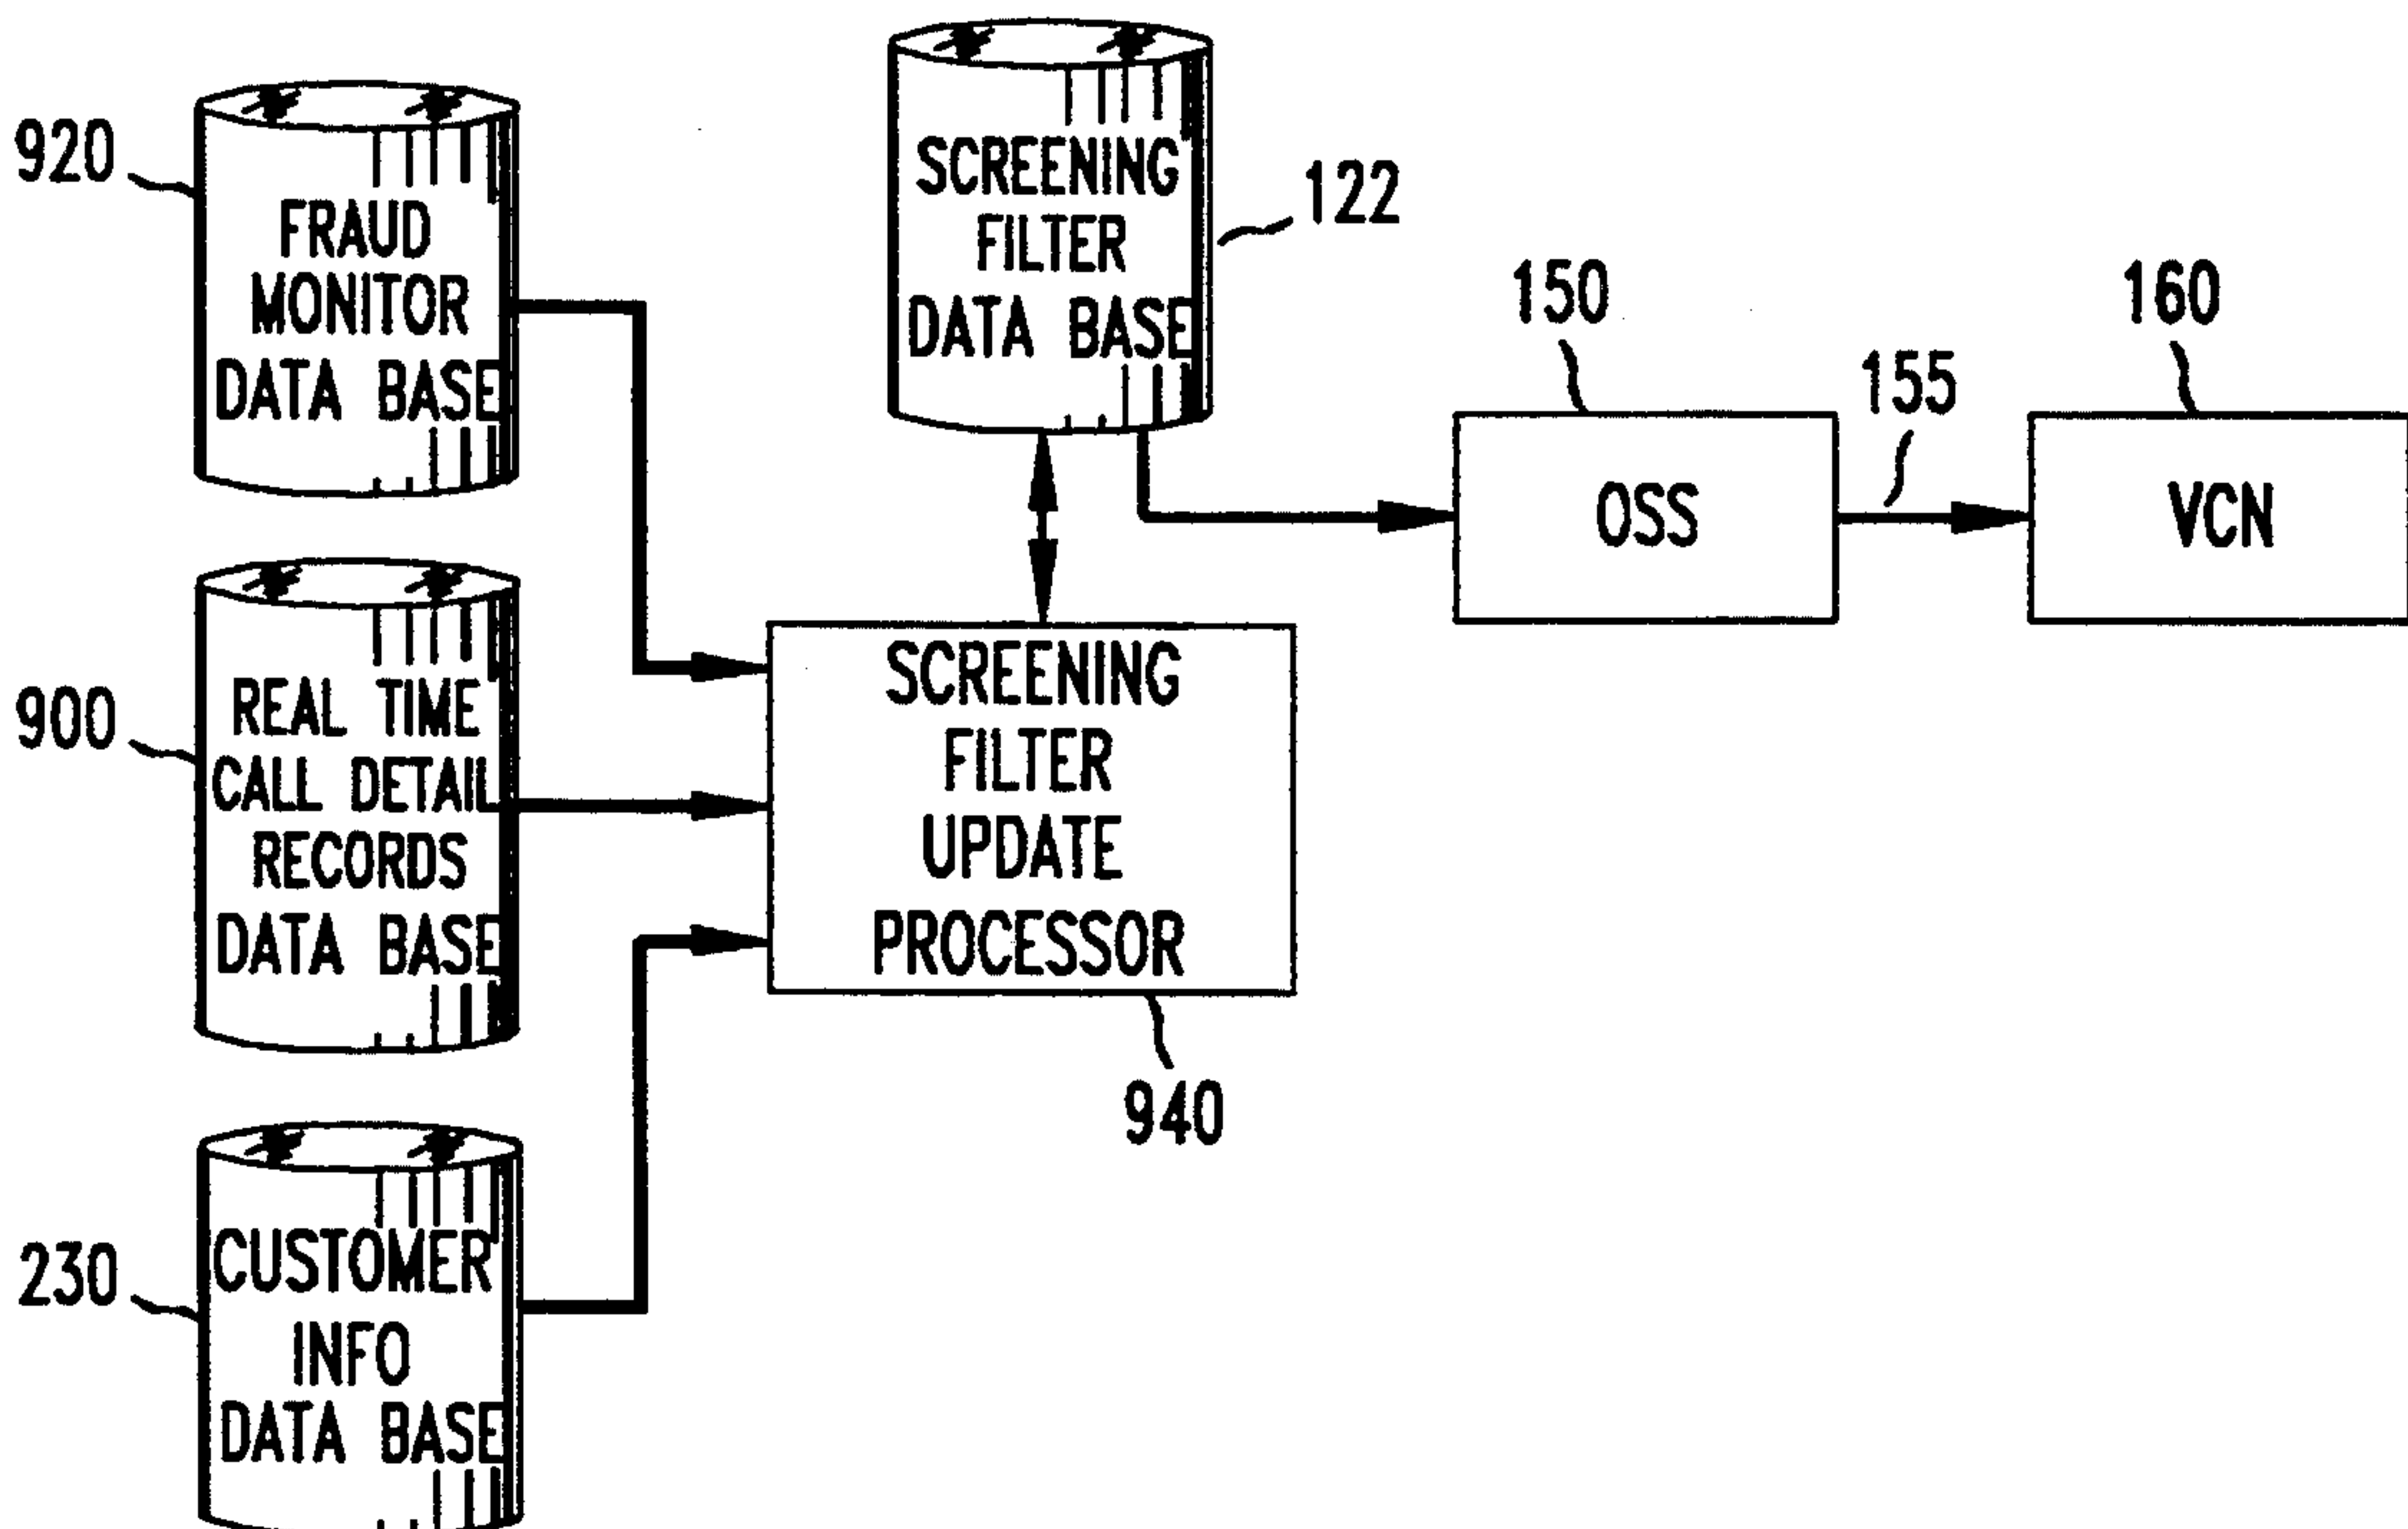 920
FRAUD
MONITOR
DATA BASE
900
REAL TIME
CALL DETAIL
RECORDS
DATA BASE
230
CUSTOMER
INFO
DATA BASE
SCREENING
FILTER
DATA BASE
122
SCREENING
FILTER
UPDATE
PROCESSOR
940
150
OSS
155
160
VCN